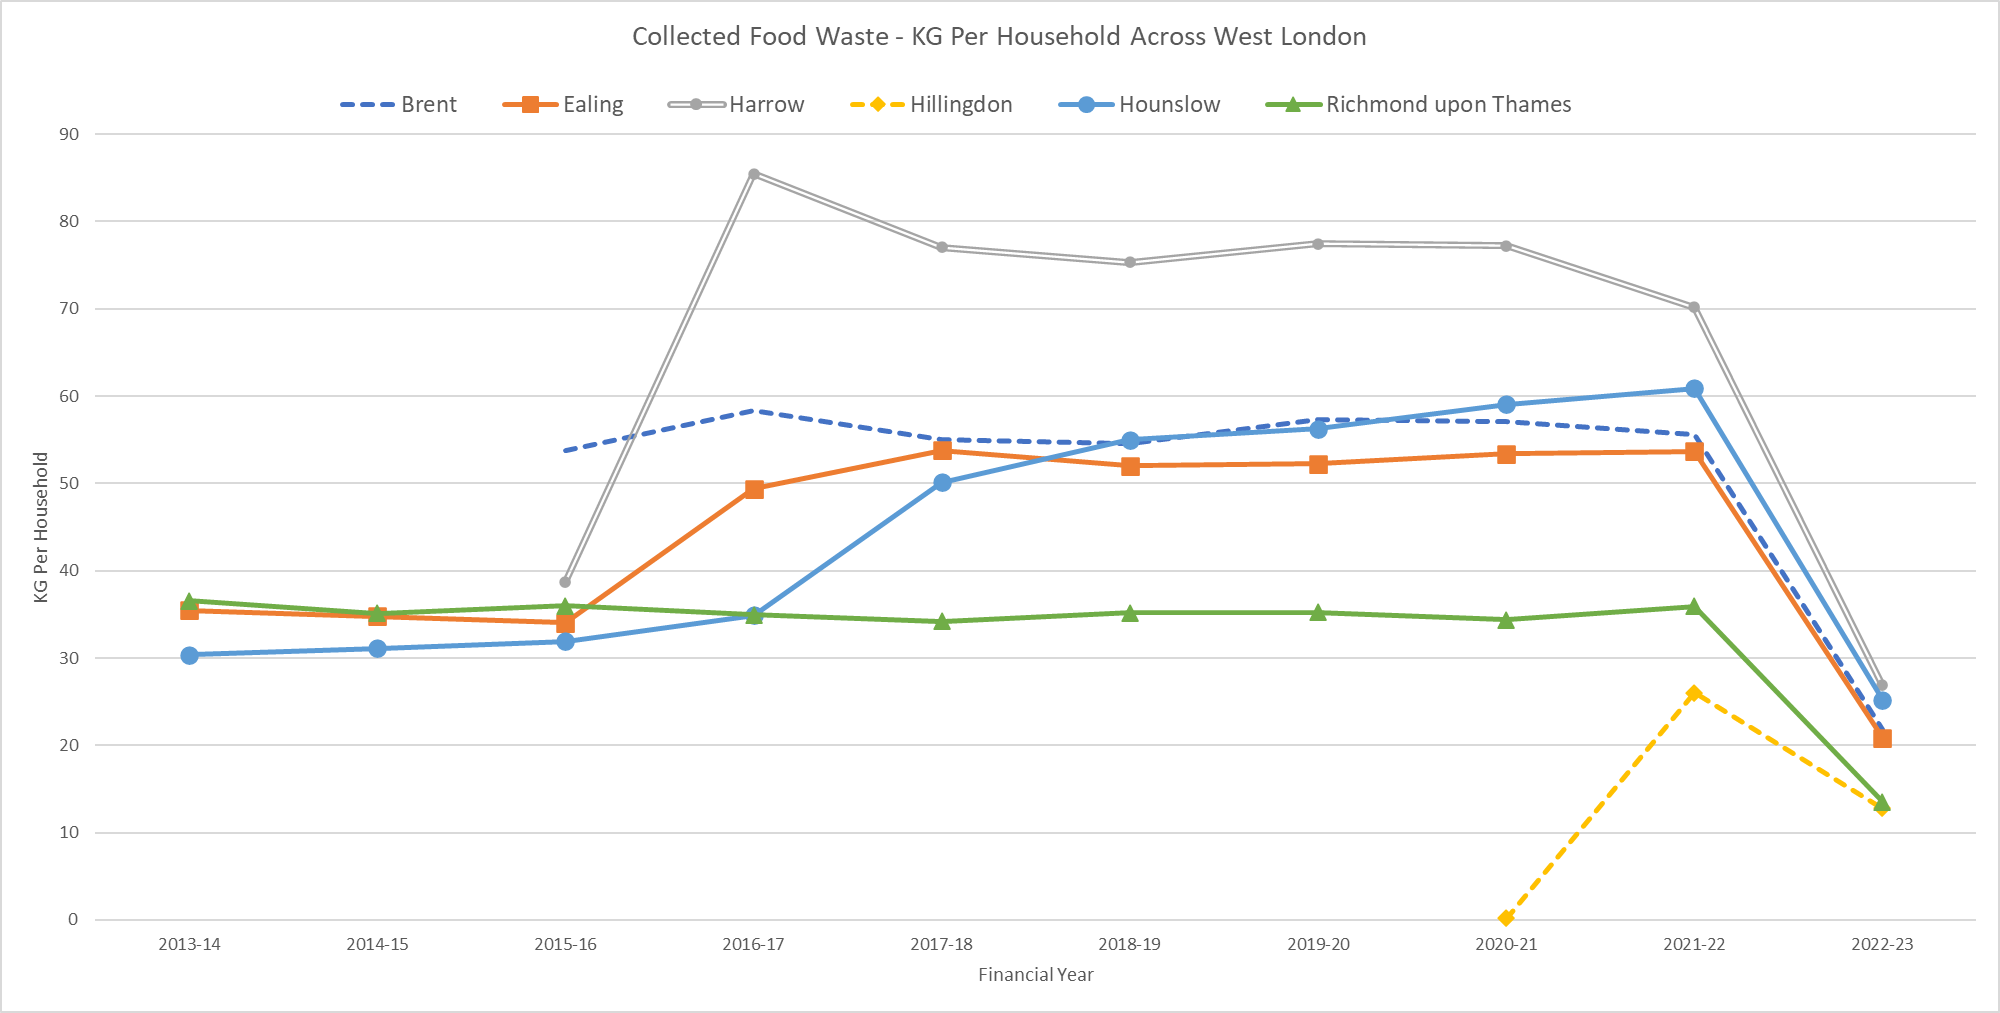 Collected Food Waste - KG Per Household Across West London
Brent Ealing Harrow Hillingdon Hounslow Richmond upon Thames
90
80
70
60
50
40
30
20
10
0
KG Per Household
2013-14 2014-15 2015-16 2016-17 2017-18 2018-19 2019-20 2020-21 2021-22 2022-23
Financial Year